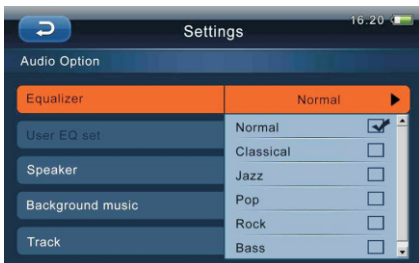 Settings
16:20
Audio Option
Equalizer
Normal
User EQ set
Speaker
Background music
Track
Normal
Classical
Jazz
Pop
Rock
Bass